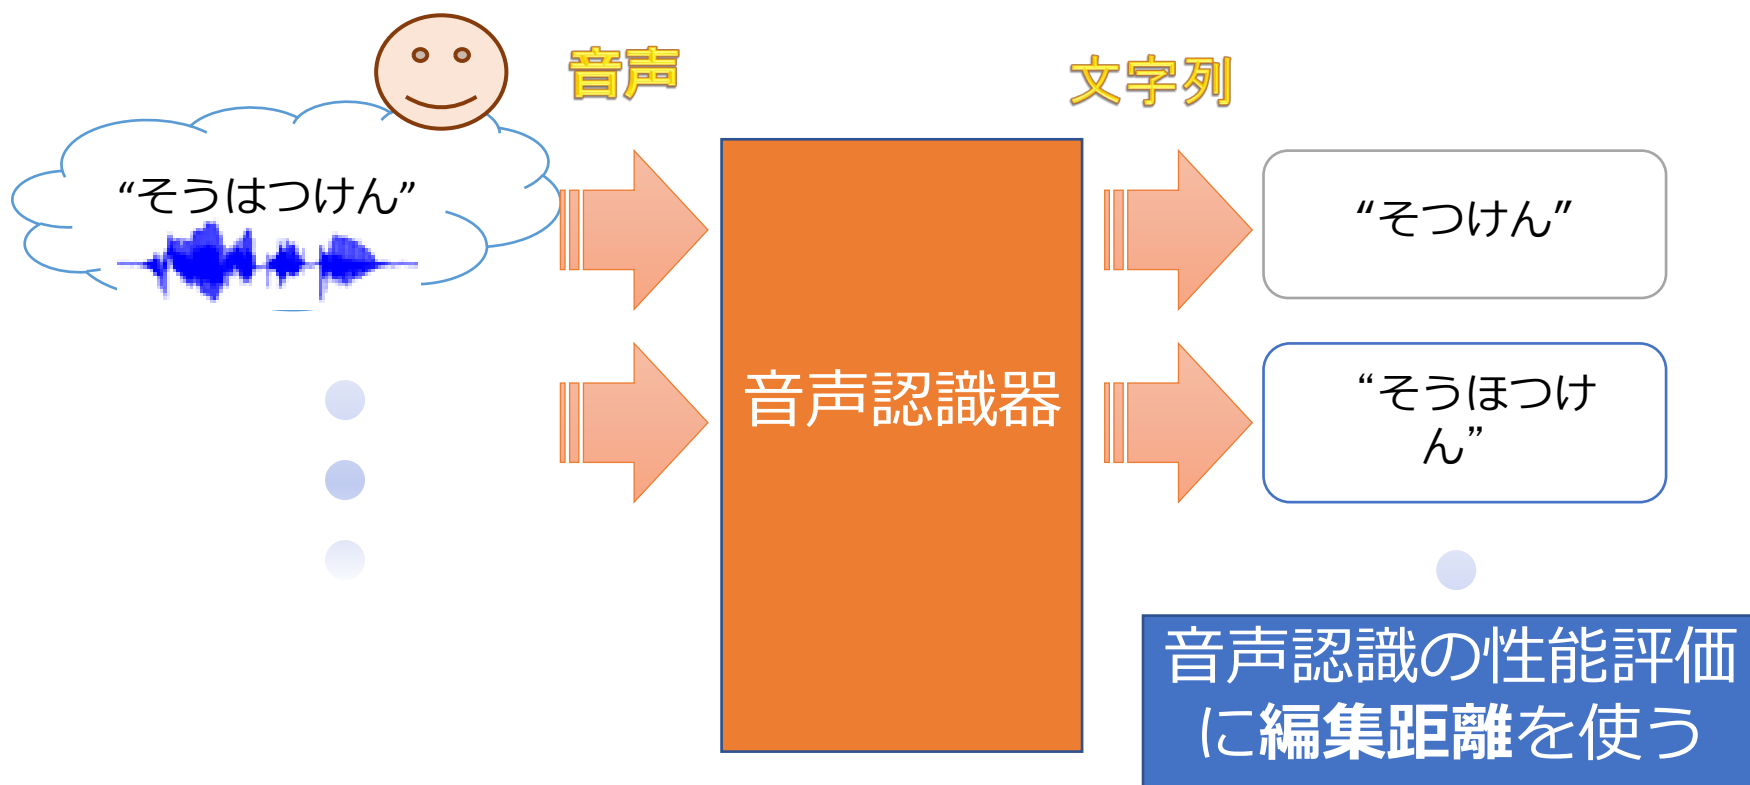 音声
文字列
“そうはつけん”
“そつけん”
音声認識器
“そうほつけ
ん”
音声認識の性能評価
に編集距離を使う